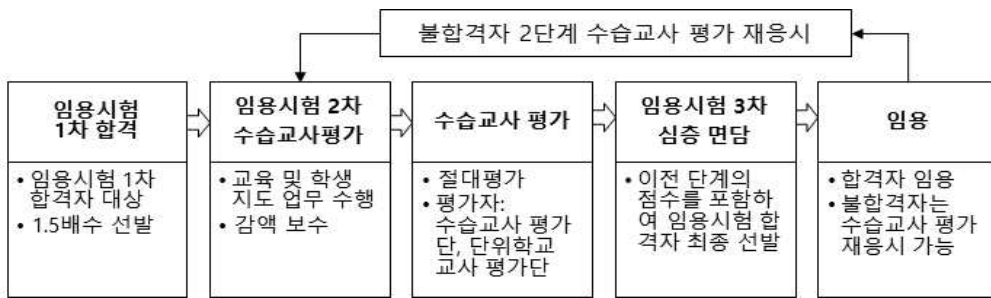 불합격자 2단계 수습교사 평가 재응시
임용시험
1차 합격
• 임용시험 1차
합격자 대상
• 1.5배수 선발
임용시험 2차
수습교사평가
• 교육 및 학생
지도 업무 수행
• 감액 보수
수습교사 평가
• 절대평가
• 평가자:
수습교사 평가
단, 단위학교
교사 평가단
임용시험 3차
심층 면담
• 이전 단계의
점수를 포함하
여 임용시험 합
격자 최종 선발
임용
• 합격자 임용
• 불합격자는
수습교사 평가
재응시 가능